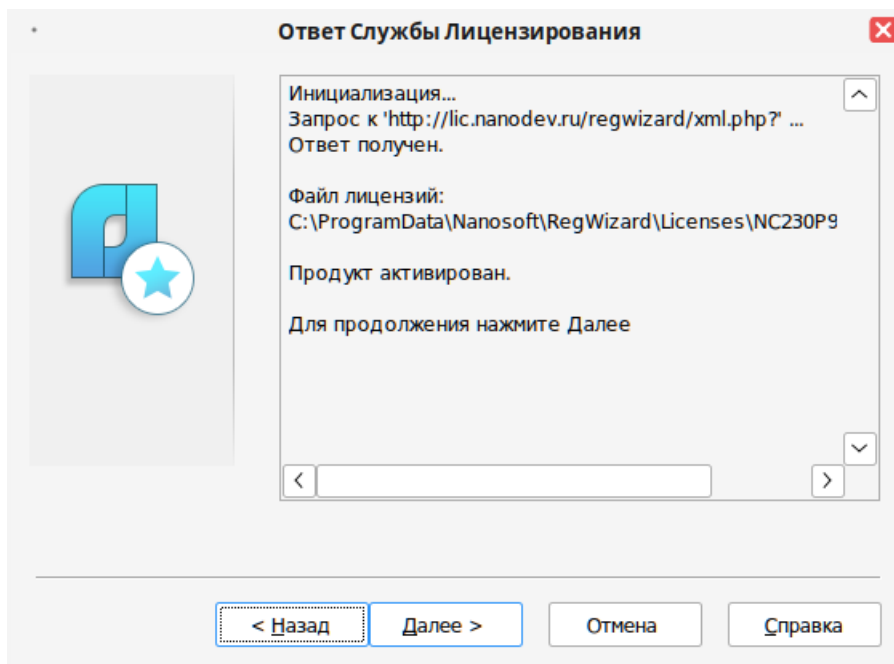 Ответ Службы Лицензирования
Инициализация...
Запрос к 'http://lic.nanodev.ru/regwizard/xml.php?' ...
Ответ получен.
Файл лицензий:
C:\ProgramData\Nanosoft\RegWizard\Licenses\NC230P9
Продукт активирован.
Для продолжения нажмите Далее
< Назад
Далее >
Отмена
Справка